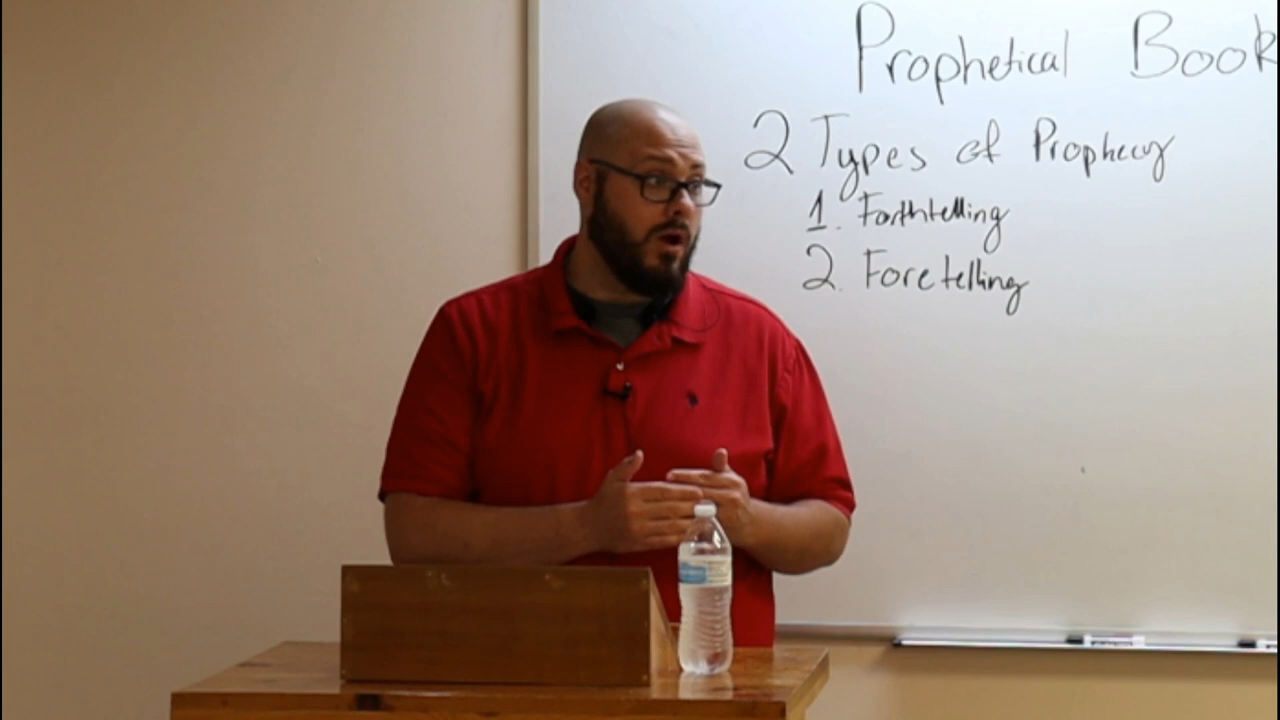 Prophetical Book
2 Types of Prophecy
1. Forthtelling
2. Foretelling